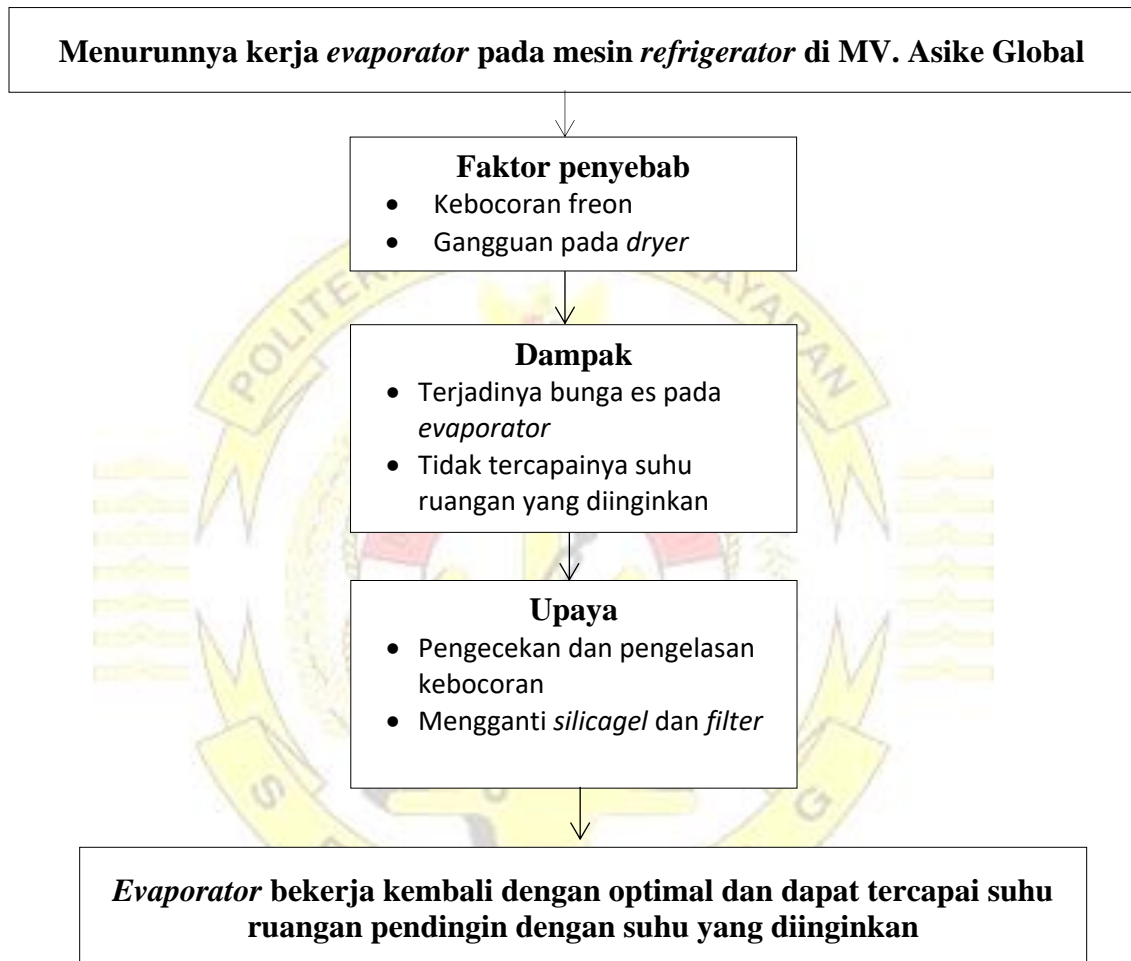 Menurunnya kerja evaporator pada mesin refrigerator di MV. Asike Global
Faktor penyebab
• Kebocoran freon
• Gangguan pada dryer
Dampak
• Terjadinya bunga es pada
evaporator
• Tidak tercapainya suhu
ruangan yang diinginkan
Upaya
• Pengecekan dan pengelasan
kebocoran
• Mengganti silicagel dan filter
Evaporator bekerja kembali dengan optimal dan dapat tercapai suhu
ruangan pendingin dengan suhu yang diinginkan